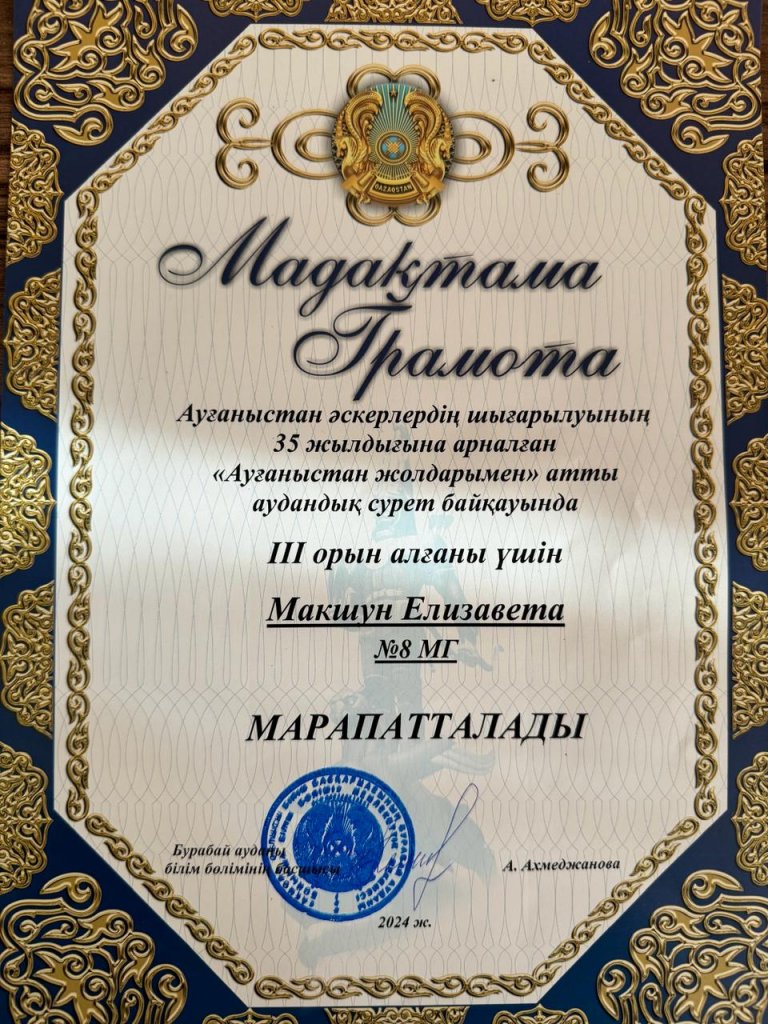 QAZAQSTAN
Мадақтама
Грамота
Ауғаныстан әскерлердің шығарылуының
35 жылдығына арналған
«Ауғаныстан жолдарымен» атты
аудандық сурет байқауында
III орын алғаны үшін
Макшун Елизавета
№8 МГ
МАРАПАТТАЛАДЫ
Бурабай ауданы
білім бөлімінің басшысы
А. Ахмеджанова
2024 ж.